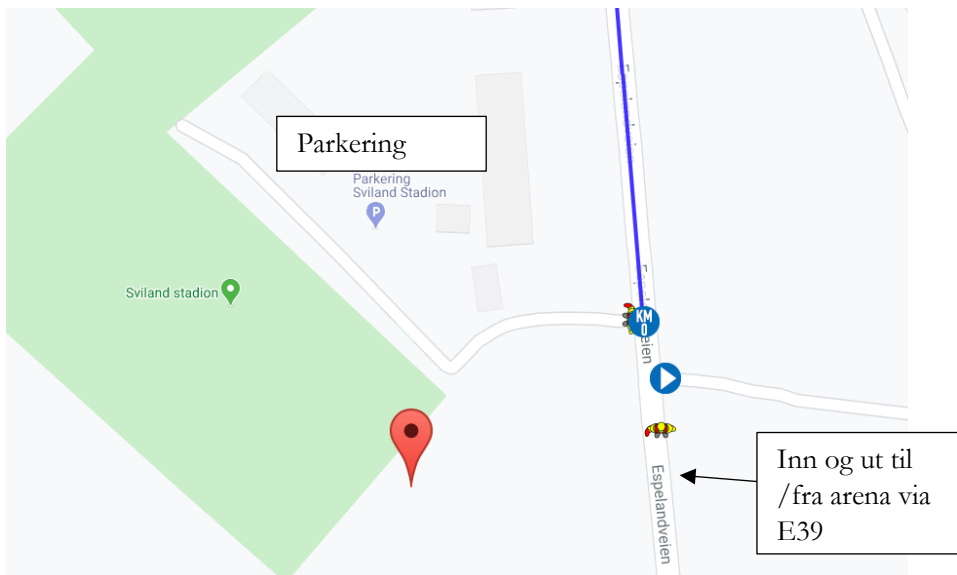 Parkering
Parkering
Sviland Stadion
P
Sviland stadion
KM
0
Espelandveien
Inn og ut til
/fra arena via
E39